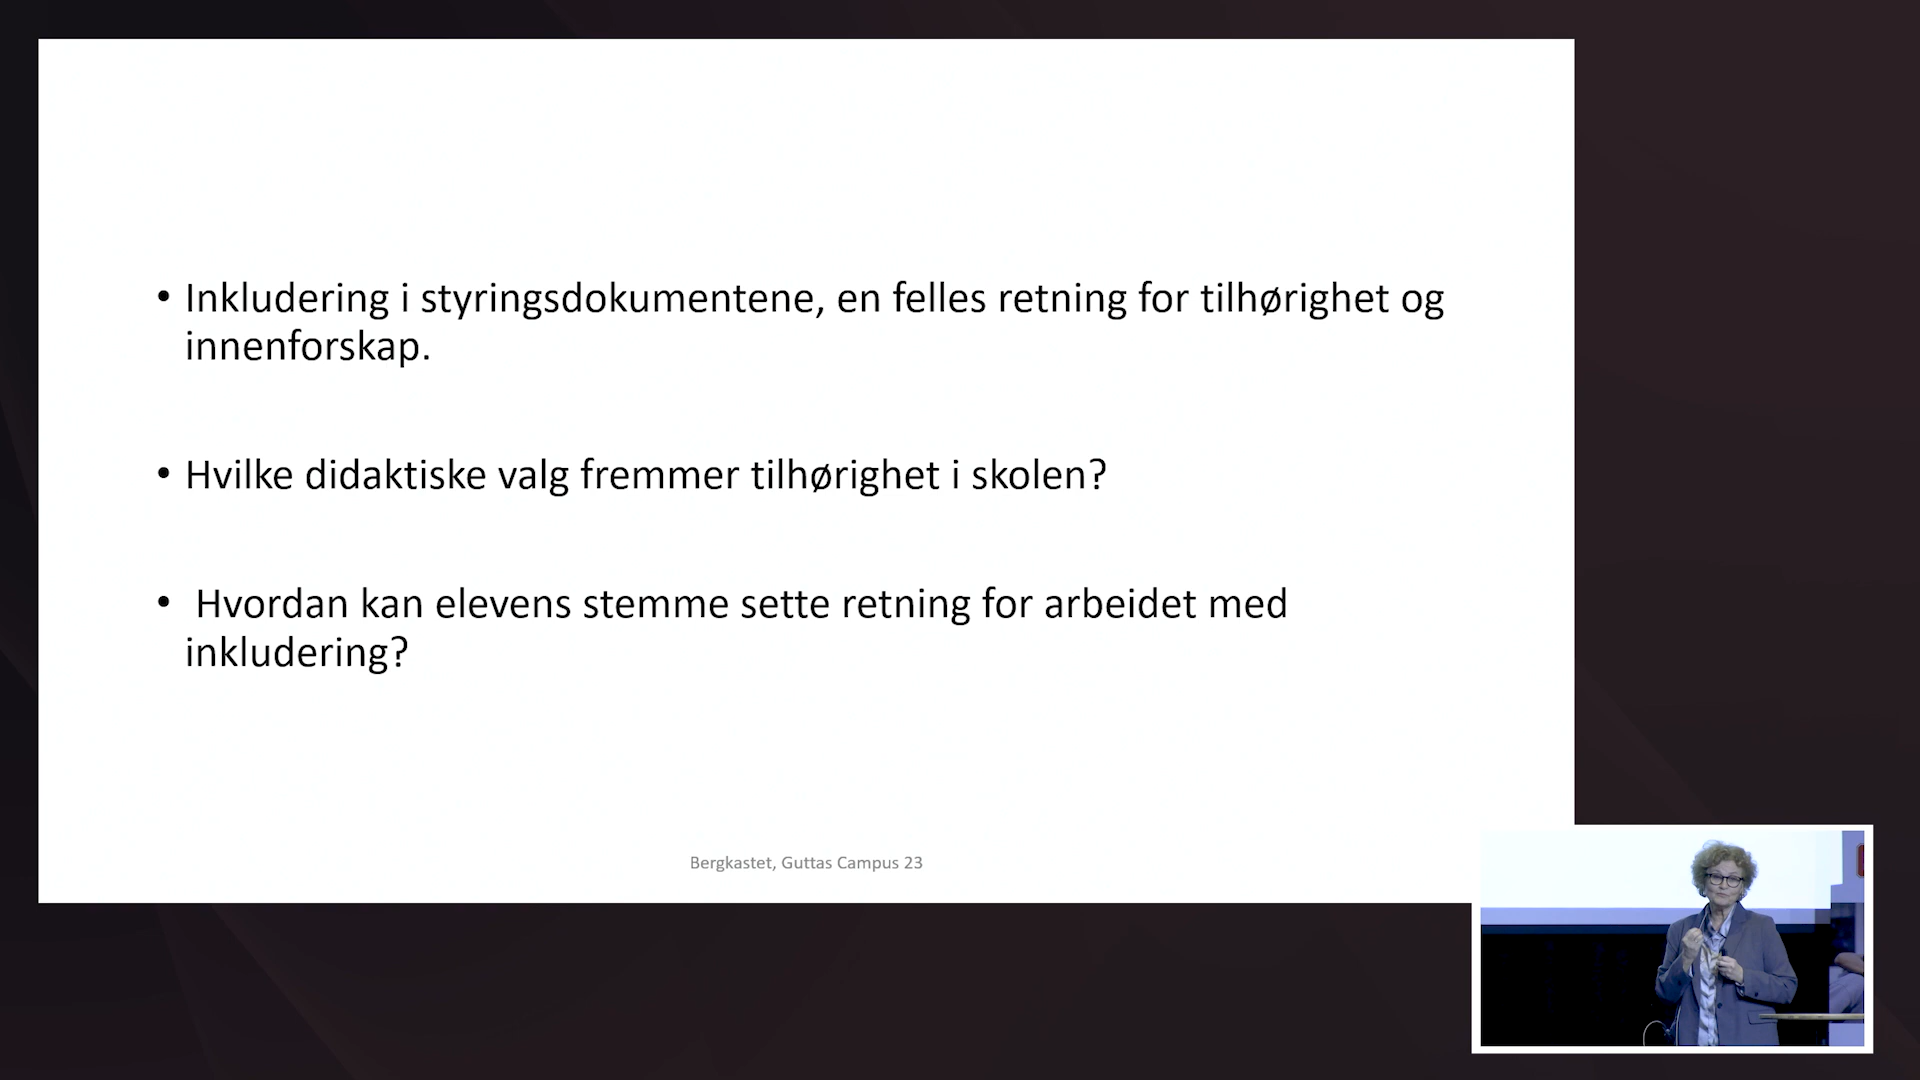 • Inkludering i styringsdokumentene, en felles retning for tilhørighet og
innenforskap.
• Hvilke didaktiske valg fremmer tilhørighet i skolen?
• Hvordan kan elevens stemme sette retning for arbeidet med
inkludering?
Bergkastet, Guttas Campus 23